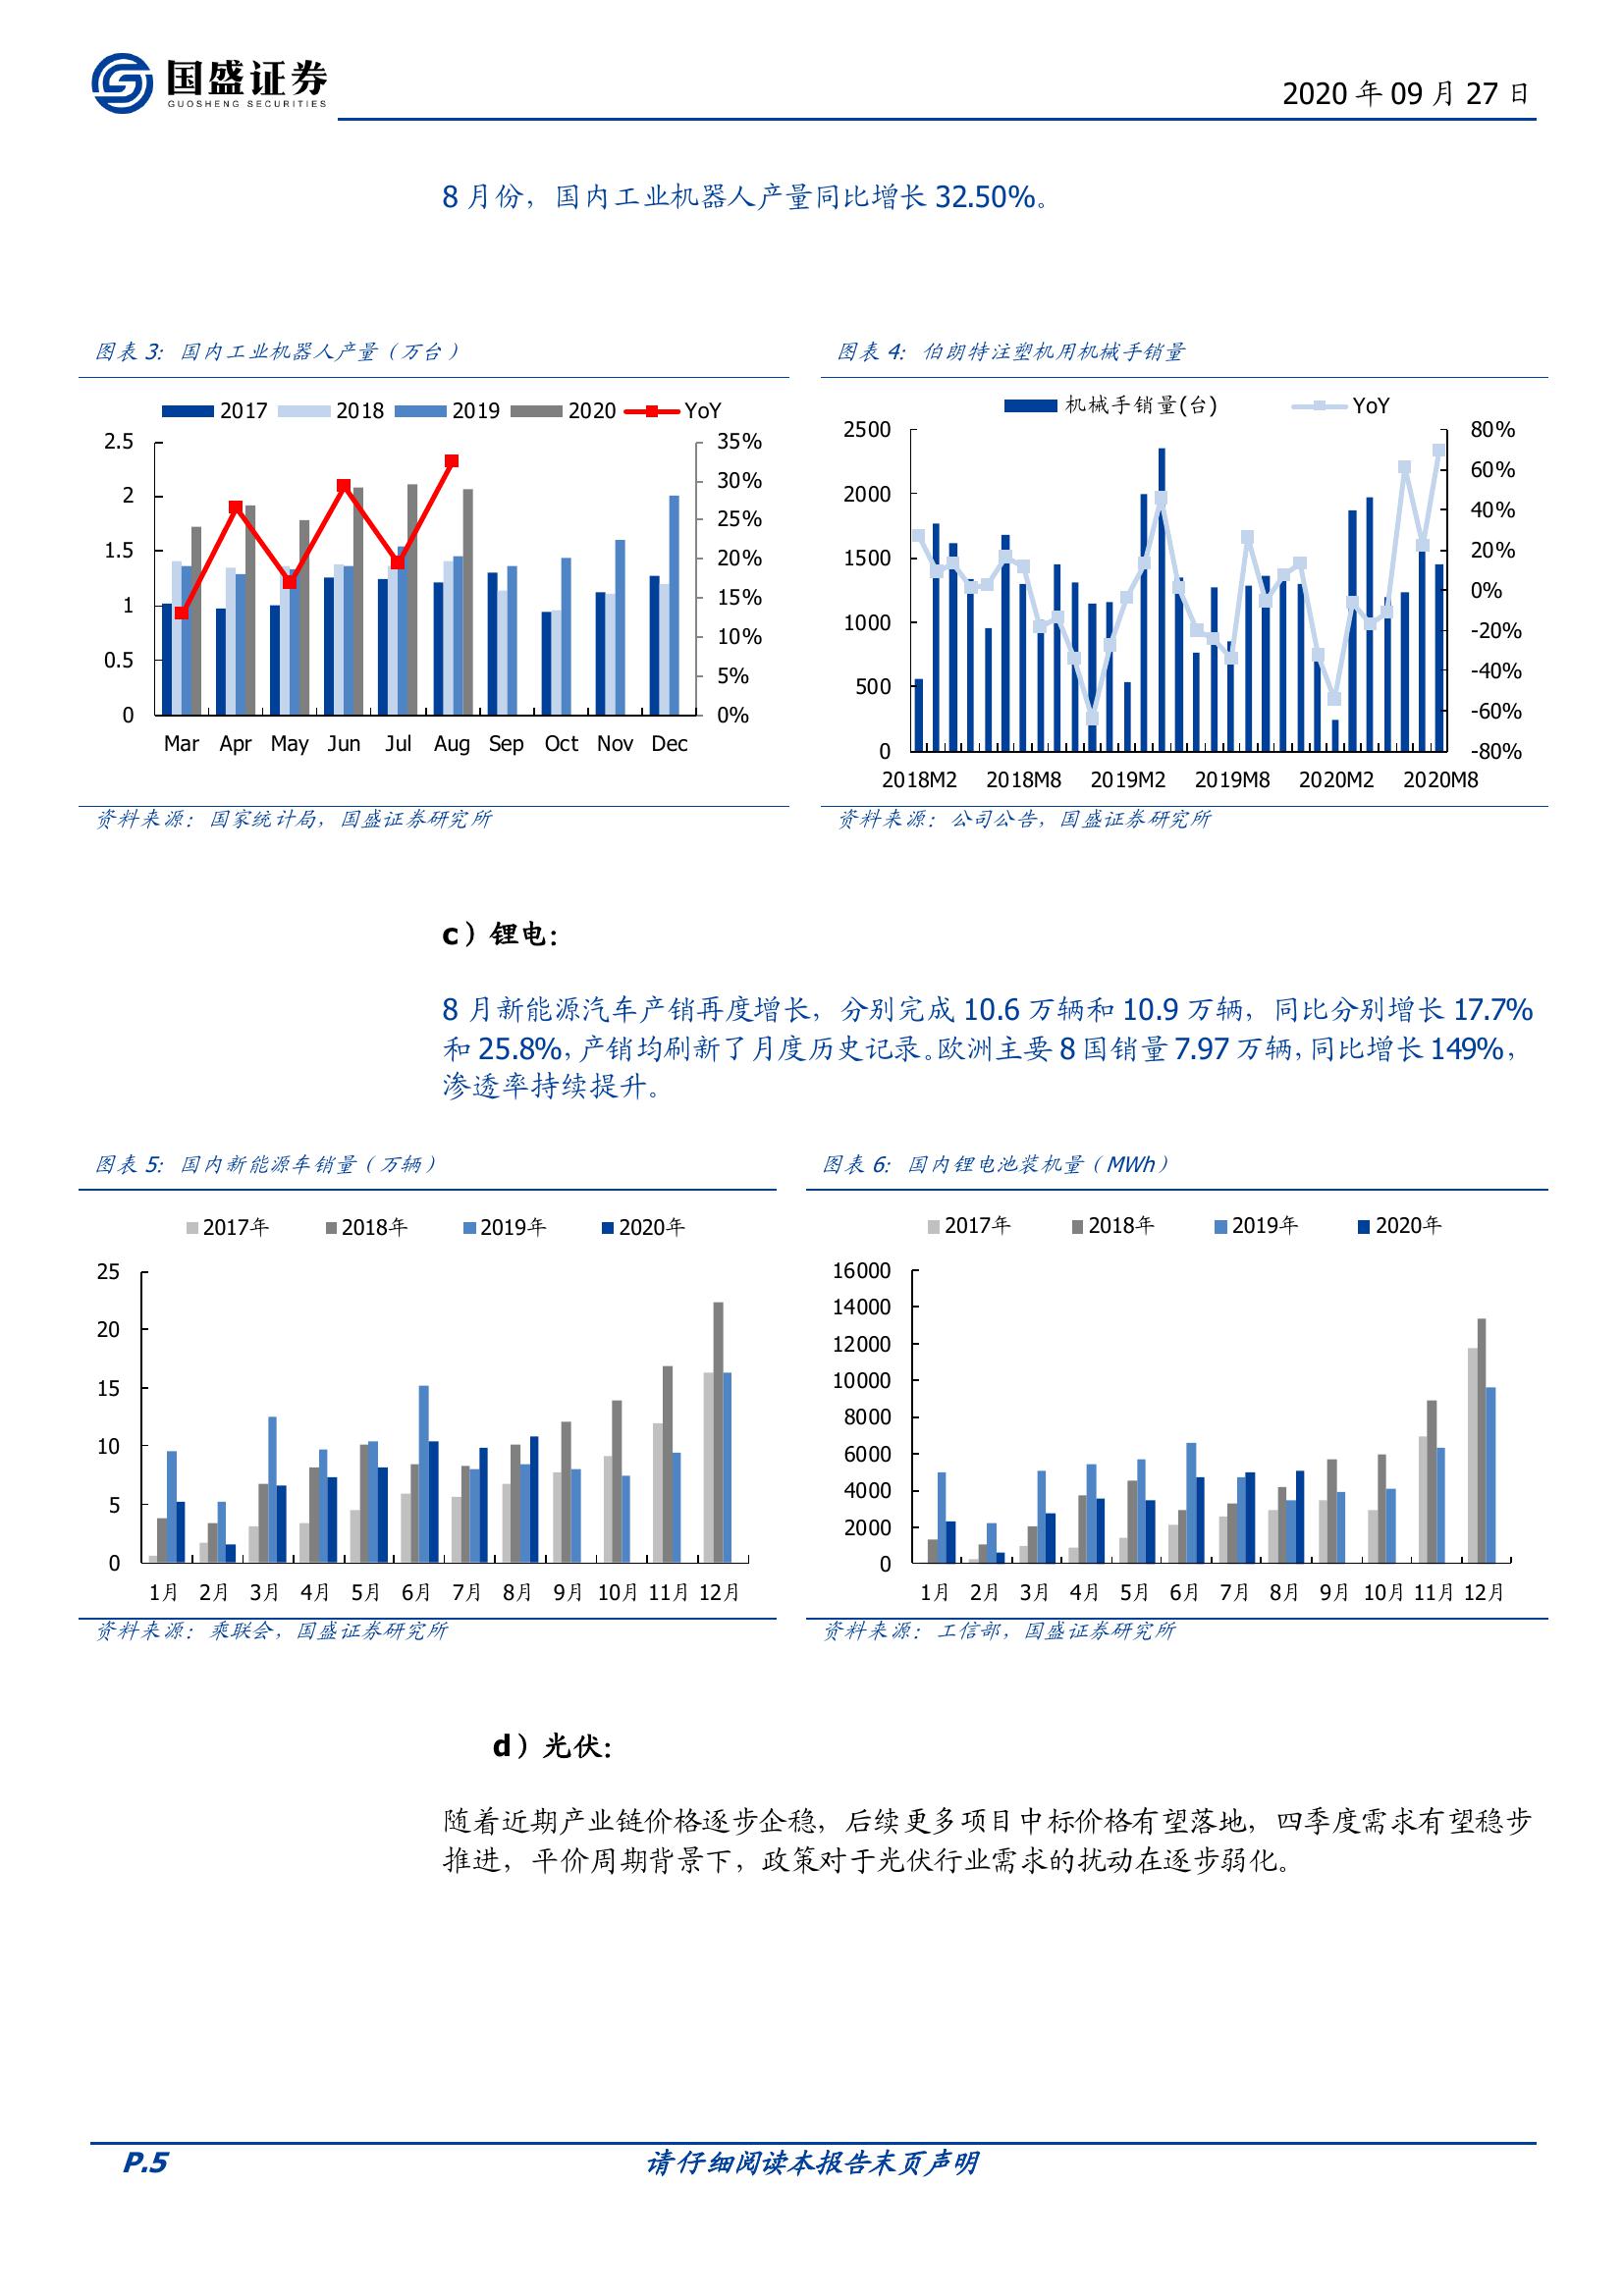 国盛证券
GUOSHENG SECURITIES
2020 年 09 月 27 日
8 月份，国内工业机器人产量同比增长 32.50%。
图表 3：国内工业机器人产量（万台）
2017 2018 2019 2020 YoY
2.5
2
1.5
1
0.5
0
35%
30%
25%
20%
15%
10%
5%
0%
Mar Apr May Jun Jul Aug Sep Oct Nov Dec
资料来源：国家统计局，国盛证券研究所
图表 4：伯朗特注塑机用机械手销量
机械手销量(台) YoY
2500
2000
1500
1000
500
0
80%
60%
40%
20%
0%
-20%
-40%
-60%
-80%
2018M2 2018M8 2019M2 2019M8 2020M2 2020M8
资料来源：公司公告，国盛证券研究所
c）锂电：
8 月新能源汽车产销再度增长，分别完成 10.6 万辆和 10.9 万辆，同比分别增长 17.7%
和 25.8%，产销均刷新了月度历史记录。欧洲主要 8 国销量 7.97 万辆，同比增长 149%，
渗透率持续提升。
图表 5：国内新能源车销量（万辆）
2017年 2018年 2019年 2020年
25
20
15
10
5
0
1月 2月 3月 4月 5月 6月 7月 8月 9月 10月 11月 12月
资料来源：乘联会，国盛证券研究所
图表 6：国内锂电池装机量（MWh）
2017年 2018年 2019年 2020年
16000
14000
12000
10000
8000
6000
4000
2000
0
1月 2月 3月 4月 5月 6月 7月 8月 9月 10月 11月 12月
资料来源：工信部，国盛证券研究所
d）光伏：
随着近期产业链价格逐步企稳，后续更多项目中标价格有望落地，四季度需求有望稳步
推进，平价周期背景下，政策对于光伏行业需求的扰动在逐步弱化。
P.5
请仔细阅读本报告末页声明